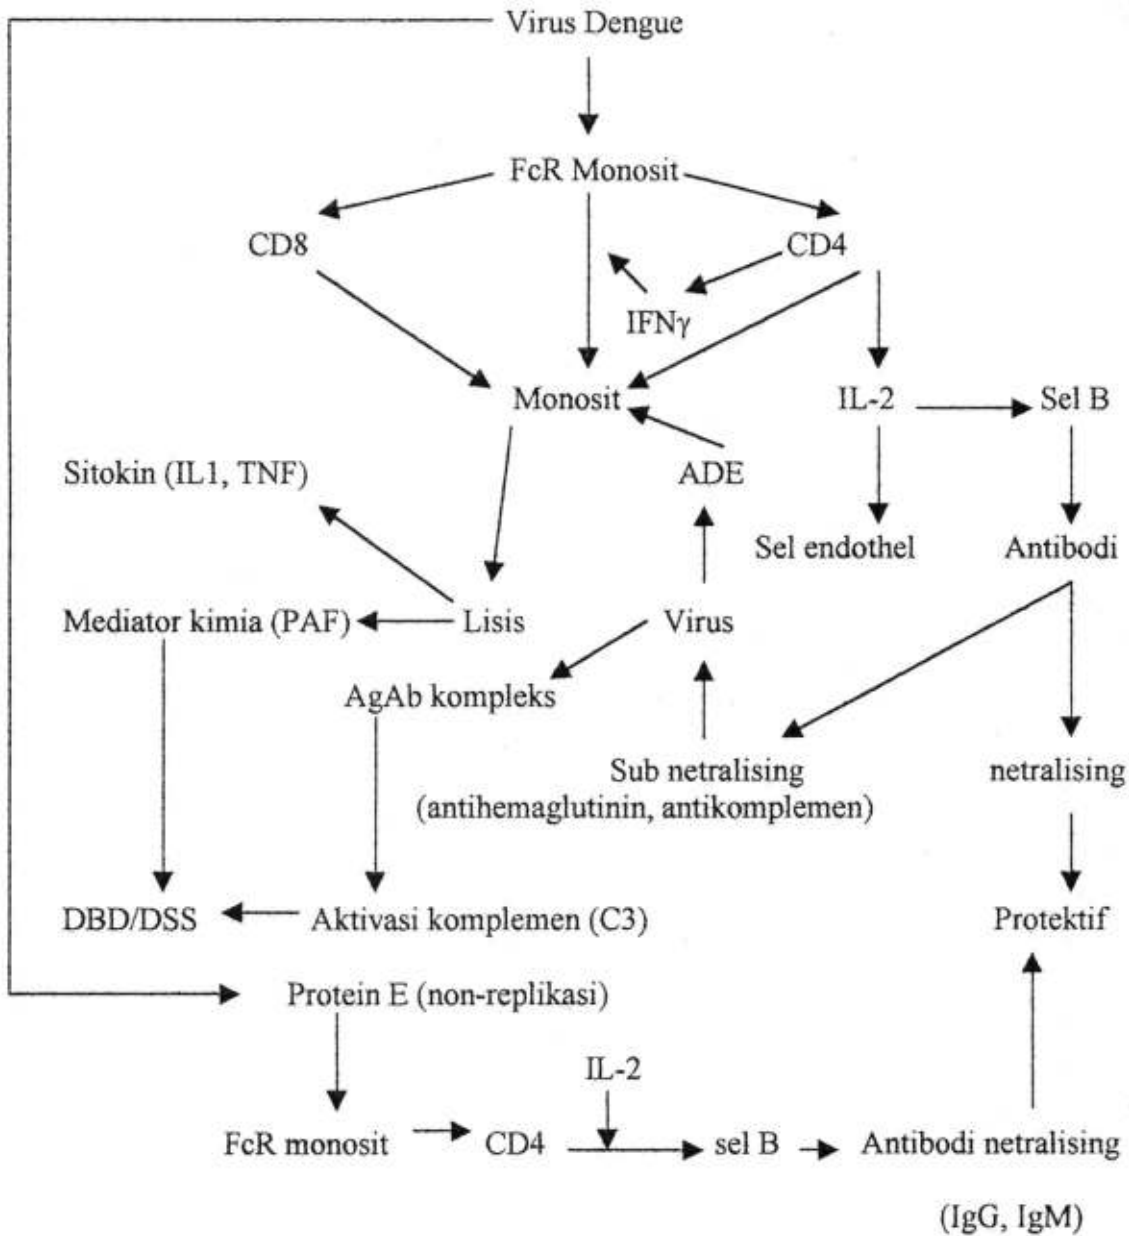 Virus Dengue
FcR Monosit
CD8
CD4
IFNγ
Monosit
IL-2
Sel B
Sitokin (IL1, TNF)
ADE
Sel endothel
Antibodi
Mediator kimia (PAF)
Lisis
Virus
AgAb kompleks
Sub netralising
(antihemaglutinin, antikomplemen)
netralising
DBD/DSS
Aktivasi komplemen (C3)
Protektif
Protein E (non-replikasi)
IL-2
FcR monosit
CD4
sel B
Antibodi netralising
(IgG, IgM)